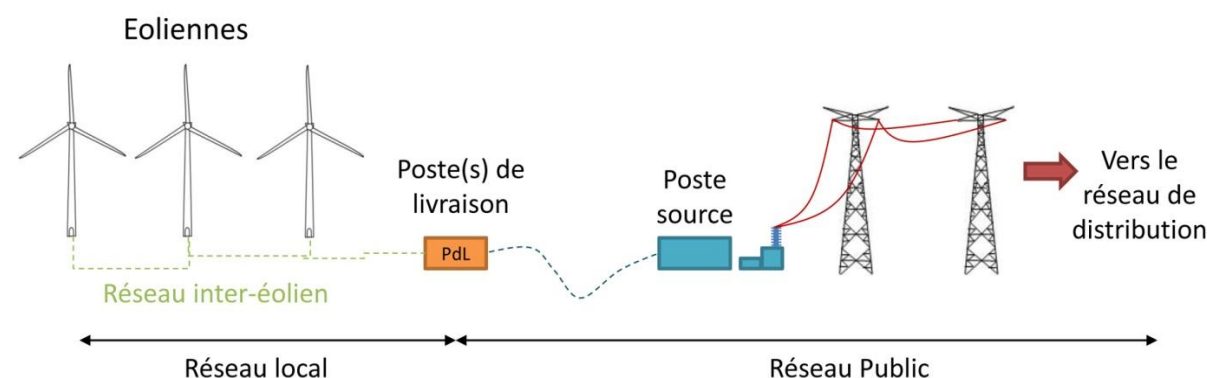 Eoliennes
Poste(s) de
livraison
PdL
Poste
source
Vers le
réseau de
distribution
Réseau inter-éolien
Réseau local
Réseau Public